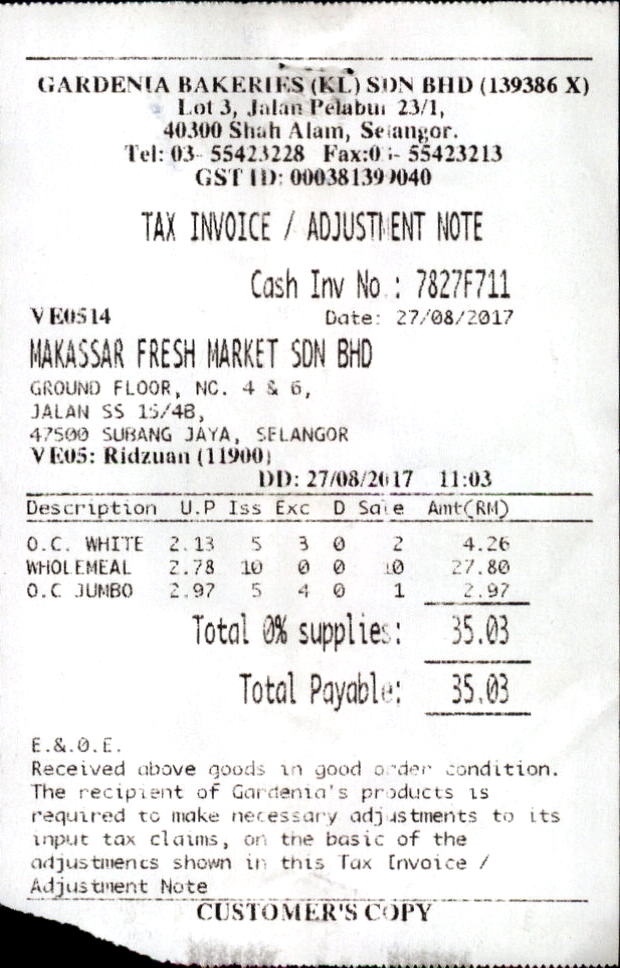 GARDENIA BAKERIES (KL) SDN BHD (139386 X)
Lot 3, Jalan Pelabur 23/1,
40300 Shah Alam, Selangor.
Tel: 03- 55423228 Fax:03- 55423213
GST ID: 000381399040
TAX INVOICE / ADJUSTMENT NOTE
Cash Inv No.: 7827F711
VE0514 Date: 27/08/2017
MAKASSAR FRESH MARKET SDN BHD
GROUND FLOOR, NO. 4 & 6,
JALAN SS 15/4B,
47500 SUBANG JAYA, SELANGOR
VE05: Ridzuan (11900)
DD: 27/08/2017 11:03
Description U.P Iss Exc D Sale Amt(RM)
O.C. WHITE 2.13 5 3 0 2 4.26
WHOLEMEAL 2.78 10 0 0 10 27.80
O.C JUMBO 2.97 5 4 0 1 2.97
Total 0% supplies: 35.03
Total Payable: 35.03
E.&.O.E.
Received above goods in good order condition.
The recipient of Gardenia's products is
required to make necessary adjustments to its
input tax claims, on the basic of the
adjustments shown in this Tax Invoice /
Adjustment Note
CUSTOMER'S COPY